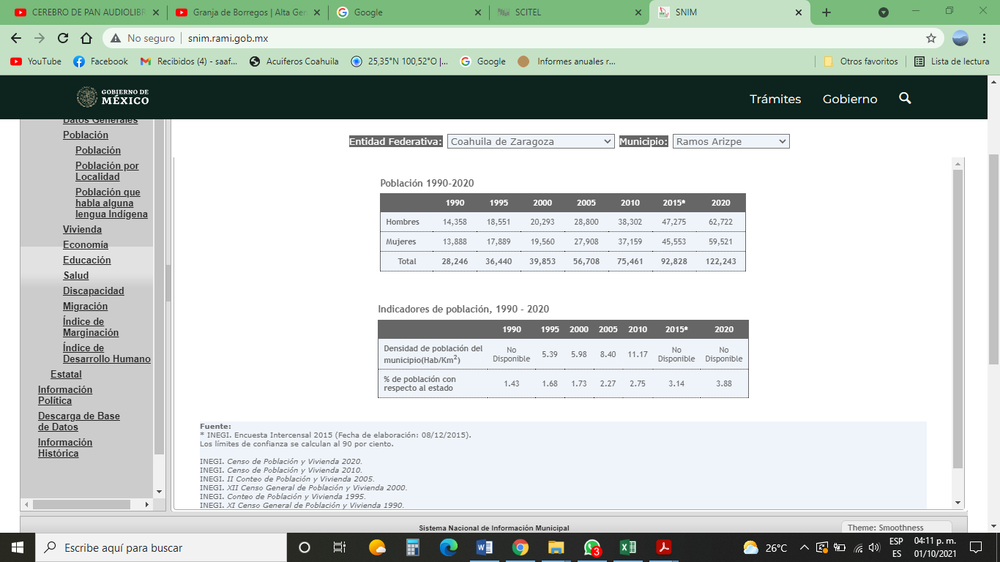 CEREBRO DE PAN AUDIOLIBR
Granja de Borregos | Alta Ger
Google
SCITEL
SNIM
No seguro | snim.rami.gob.mx
YouTube
Facebook
Recibidos (4) - saaf...
Acuiferos Coahuila
25,35°N 100,52°O |...
Google
Informes anuales r...
Otros favoritos
Lista de lectura
GOBIERNO DE
MÉXICO
Trámites
Gobierno
Datos Generales
Población
Población
Población por
Localidad
Población que
habla alguna
lengua Indígena
Vivienda
Economía
Educación
Salud
Discapacidad
Migración
Índice de
Marginación
Índice de
Desarrollo Humano
Estatal
Información
Política
Descarga de Base
de Datos
Información
Histórica
Entidad Federativa: Coahuila de Zaragoza Municipio: Ramos Arizpe
Población 1990-2020
1990 1995 2000 2005 2010 2015* 2020
Hombres 14,358 18,551 20,293 28,800 38,302 47,275 62,722
Mujeres 13,888 17,889 19,560 27,908 37,159 45,553 59,521
Total 28,246 36,440 39,853 56,708 75,461 92,828 122,243
Indicadores de población, 1990 - 2020
1990 1995 2000 2005 2010 2015* 2020
Densidad de población del
municipio(Hab/Km2)
No
Disponible
5.39 5.98 8.40 11.17
No
Disponible
No
Disponible
% de población con
respecto al estado
1.43 1.68 1.73 2.27 2.75 3.14 3.88
Fuente:
* INEGI. Encuesta Intercensal 2015 (Fecha de elaboración: 08/12/2015).
Los límites de confianza se calculan al 90 por ciento.
INEGI. Censo de Población y Vivienda 2020.
INEGI. Censo de Población y Vivienda 2010.
INEGI. II Conteo de Población y Vivienda 2005.
INEGI. XII Censo General de Población y Vivienda 2000.
INEGI. Conteo de Población y Vivienda 1995.
INEGI. XI Censo General de Población y Vivienda 1990.
Sistema Nacional de Información Municipal
Theme: Smoothness
Escribe aquí para buscar
3
26°C
ESP
ES
04:11 p. m.
01/10/2021